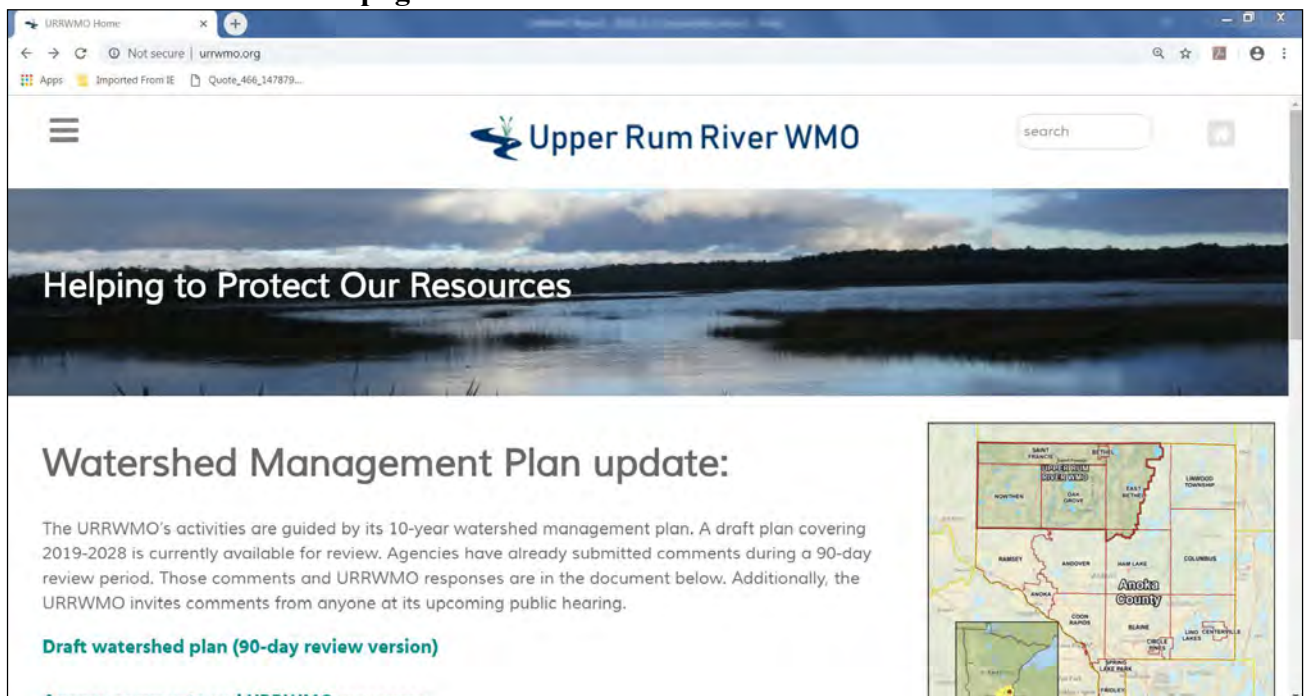 URRWMO Home
Not secure | urrwmo.org
Apps Imported From IE Quote_466_147879...
Upper Rum River WMO
search
Helping to Protect Our Resources
Watershed Management Plan update:
The URRWMO's activities are guided by its 10-year watershed management plan. A draft plan covering
2019-2028 is currently available for review. Agencies have already submitted comments during a 90-day
review period. Those comments and URRWMO responses are in the document below. Additionally, the
URRWMO invites comments from anyone at its upcoming public hearing.
Draft watershed plan (90-day review version)
SAINT
FRANCIS
BETHEL
UPPER RUM
RIVER WMO
LINWOOD
TOWNSHIP
NOWTHEN
OAK
GROVE
EAST
BETHEL
RAMSEY
ANDOVER
HAM LAKE
COLUMBUS
ANOKA
Anoka
County
COON
RAPIDS
BLAINE
LINO
LAKES
CENTERVILLE
CIRCLE
PINES
SPRING
LAKE PARK
FRIDLEY